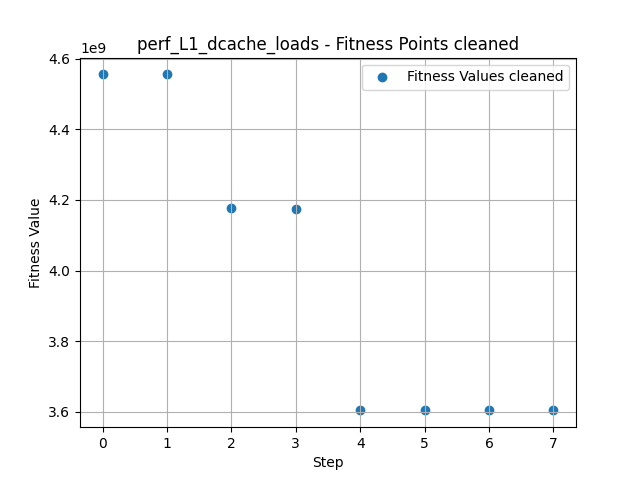 perf_L1_dcache_loads - Fitness Points cleaned
1e9
Fitness Values cleaned
4.6
4.4
4.2
4.0
3.8
3.6
Fitness Value
0 1 2 3 4 5 6 7
Step